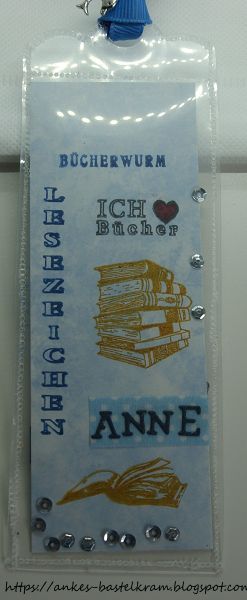 BÜCHERWURM
LESEZEICHEN
ICH
Bücher
ANNE
https://ankes-bastelkram.blogspot.com